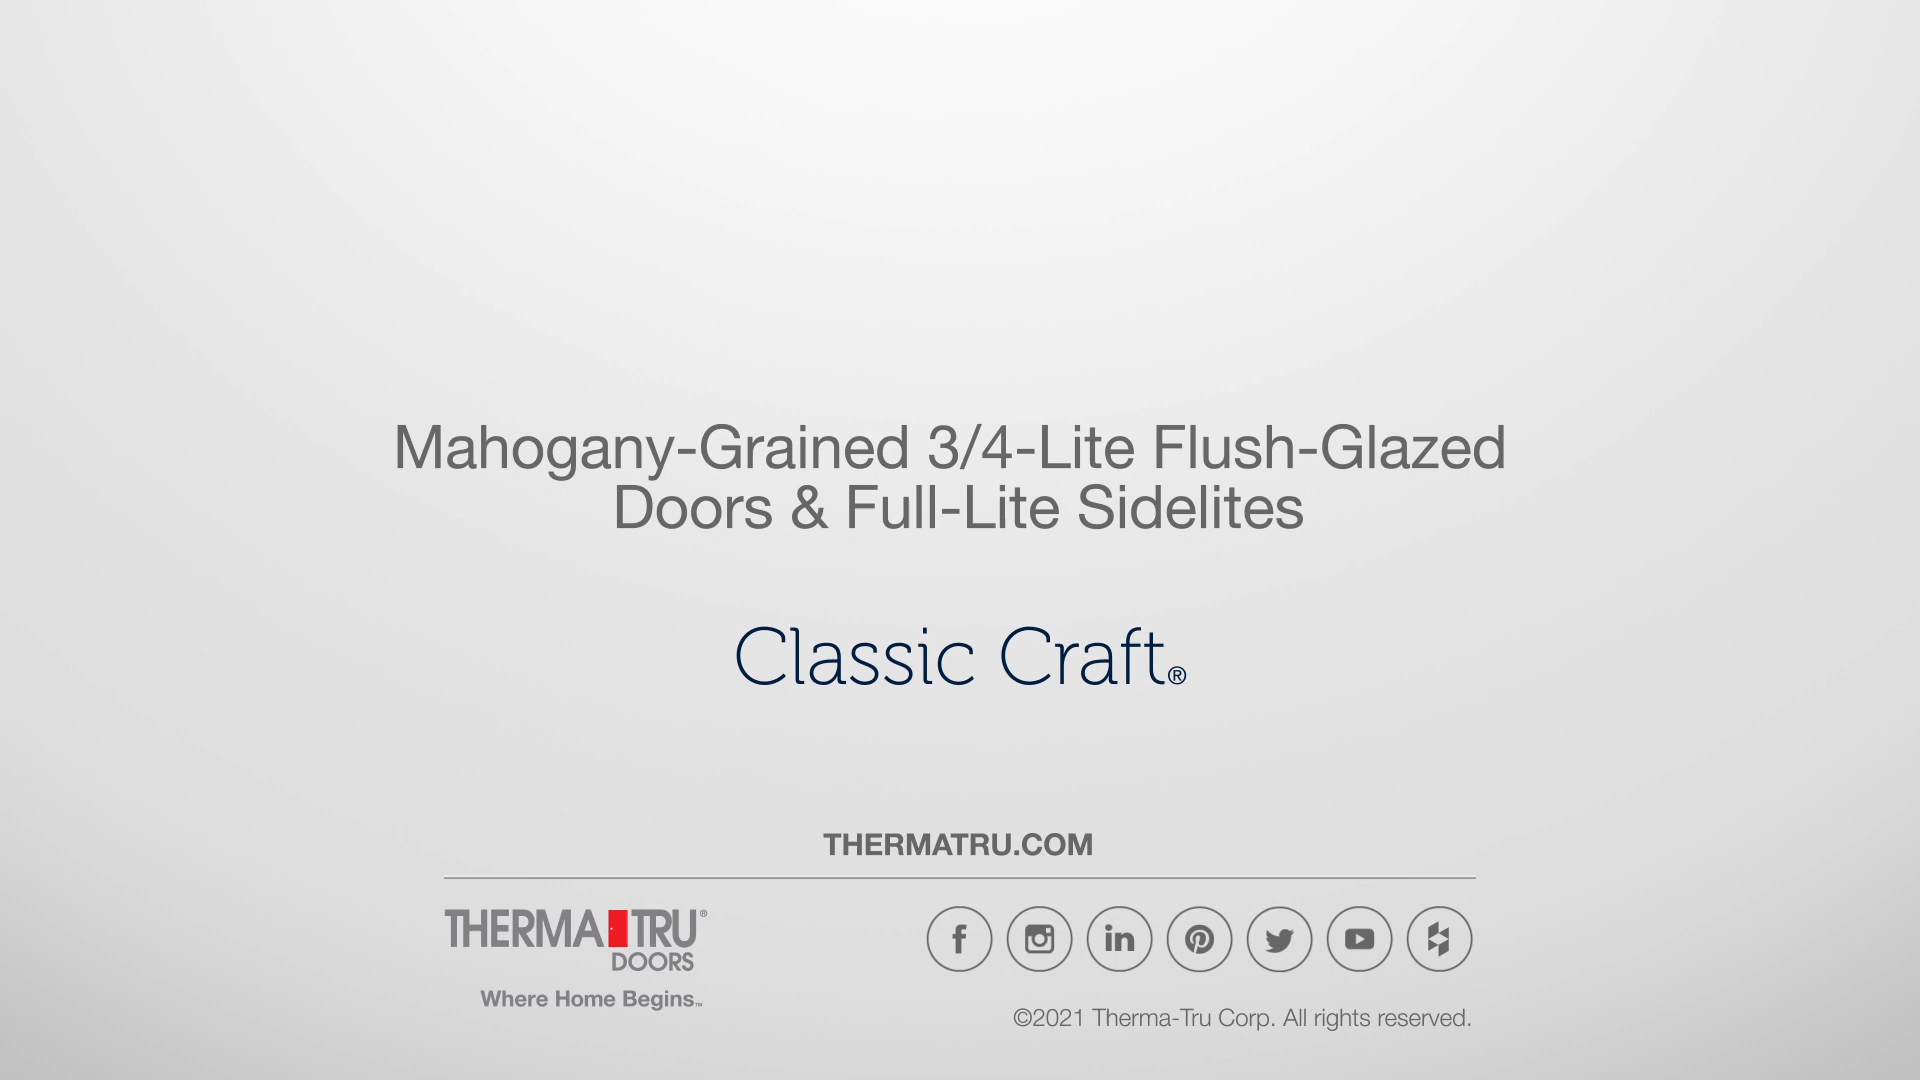 Mahogany-Grained 3/4-Lite Flush-Glazed
Doors & Full-Lite Sidelites
Classic Craft®
THERMATRU.COM
THERMA TRU®
DOORS
Where Home Begins™
©2021 Therma-Tru Corp. All rights reserved.